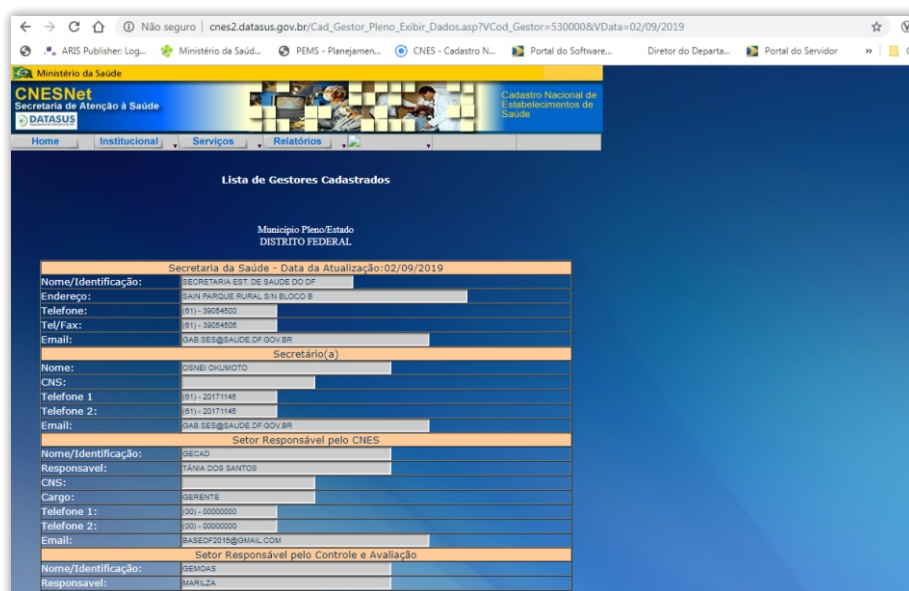 Não seguro | cnes2.datasus.gov.br/Cad_Gestor_Pleno_Exibir_Dados.asp?VCod_Gestor=530000&VData=02/09/2019
ARIS Publisher: Log... Ministério da Saúd... PEMS - Planejamen... CNES - Cadastro N... Portal do Software... Diretor do Departa... Portal do Servidor »
Ministério da Saúde
CNESNet
Secretaria de Atenção à Saúde
DATASUS
Cadastro Nacional de
Estabelecimentos de
Saúde
Home Institucional Serviços Relatórios
Lista de Gestores Cadastrados
Município Pleno/Estado
DISTRITO FEDERAL
Secretaria da Saúde - Data da Atualização:02/09/2019
Nome/Identificação: SECRETARIA EST. DE SAUDE DO DF
Endereço: SAIN PARQUE RURAL S/N BLOCO B
Telefone: (61) - 39054500
Tel/Fax: (61) - 39054505
Email: GAB.SES@SAUDE.DF.GOV.BR
Secretário(a)
Nome: OSNEI OKUMOTO
CNS:
Telefone 1 (61) - 20171145
Telefone 2: (61) - 20171145
Email: GAB.SES@SAUDE.DF.GOV.BR
Setor Responsável pelo CNES
Nome/Identificação: GECAD
Responsavel: TÂNIA DOS SANTOS
CNS:
Cargo: GERENTE
Telefone 1: (00) - 00000000
Telefone 2: (00) - 00000000
Email: BASEDF2015@GMAIL.COM
Setor Responsável pelo Controle e Avaliação
Nome/Identificação: GEMOAS
Responsavel: MARILZA